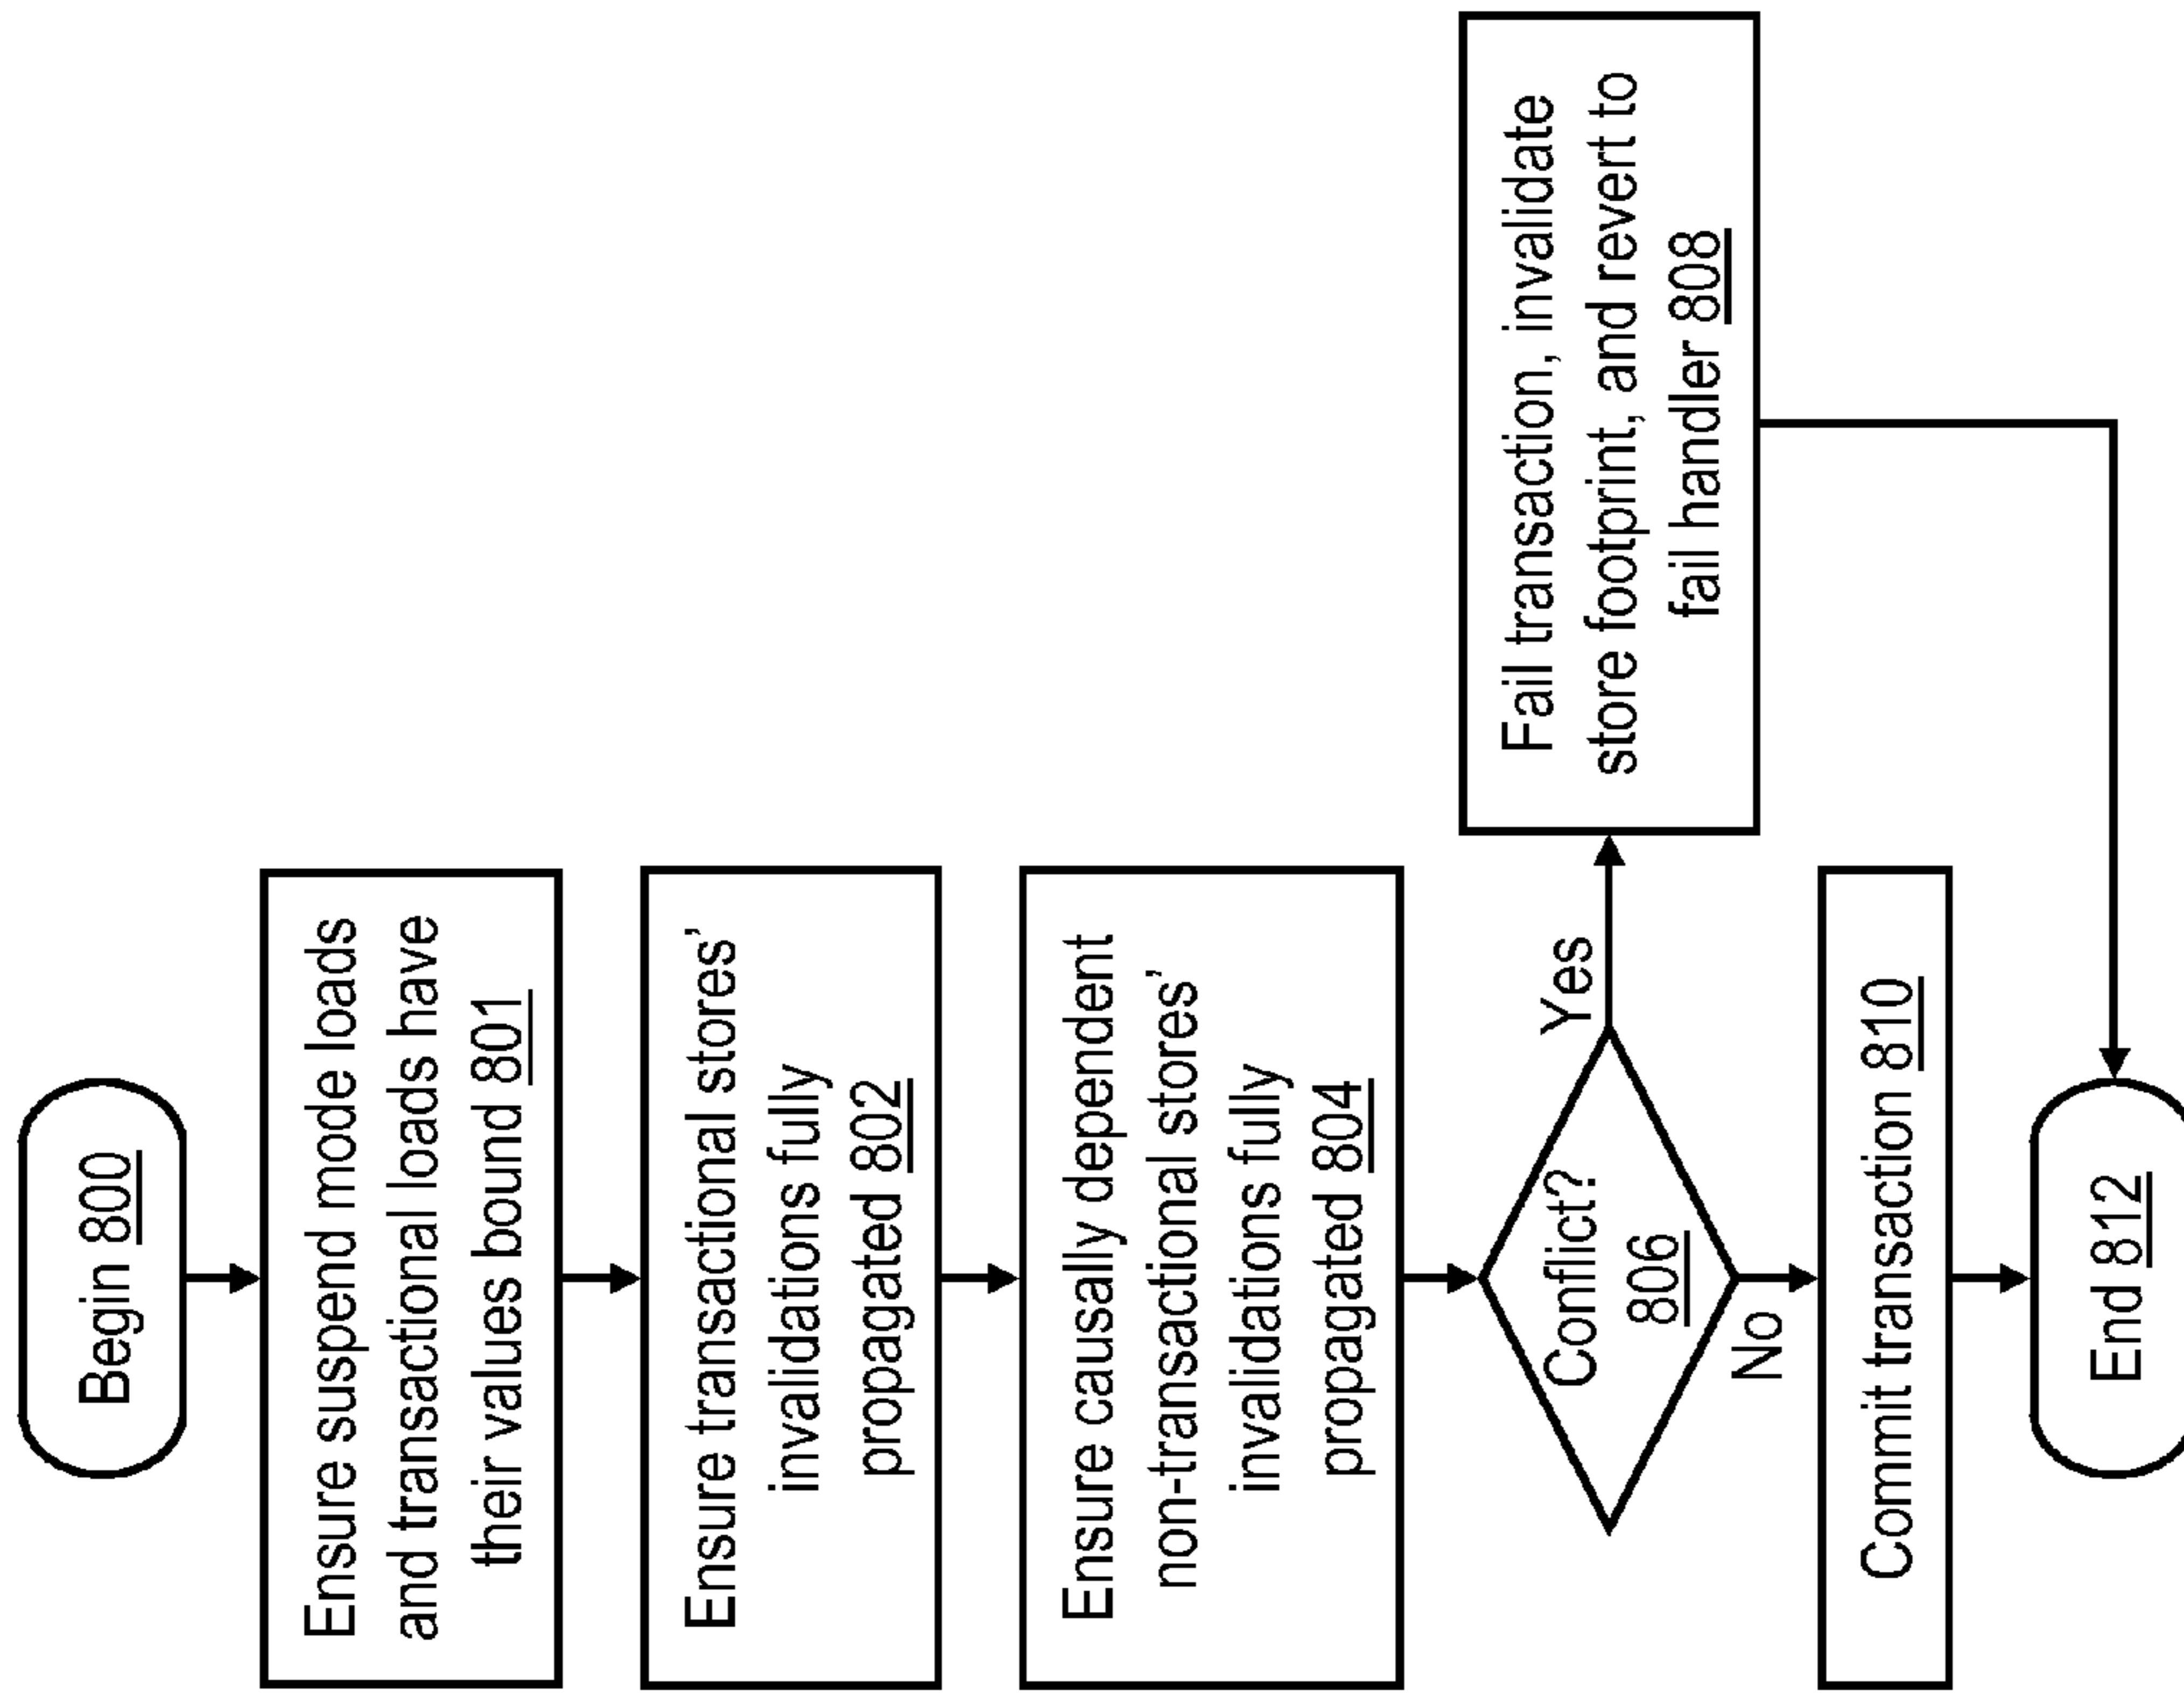 Begin 800
Ensure suspend mode loads
and transactional loads have
their values bound 801
Ensure transactional stores’
invalidations fully
propagated 802
Ensure causally dependent
non-transactional stores’
invalidations fully
propagated 804
Conflict?
806
Yes
Fail transaction, invalidate
store footprint, and revert to
fail handler 808
No
Commit transaction 810
End 812